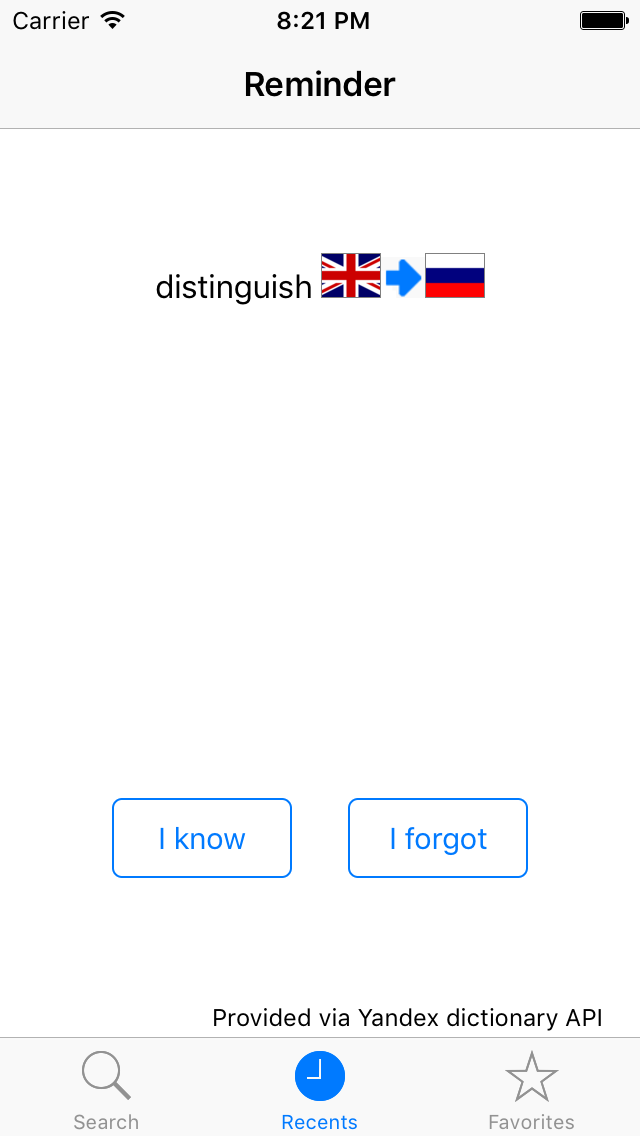 Carrier 8:21 PM
Reminder
distinguish
I know I forgot
Provided via Yandex dictionary API
Search Recents Favorites